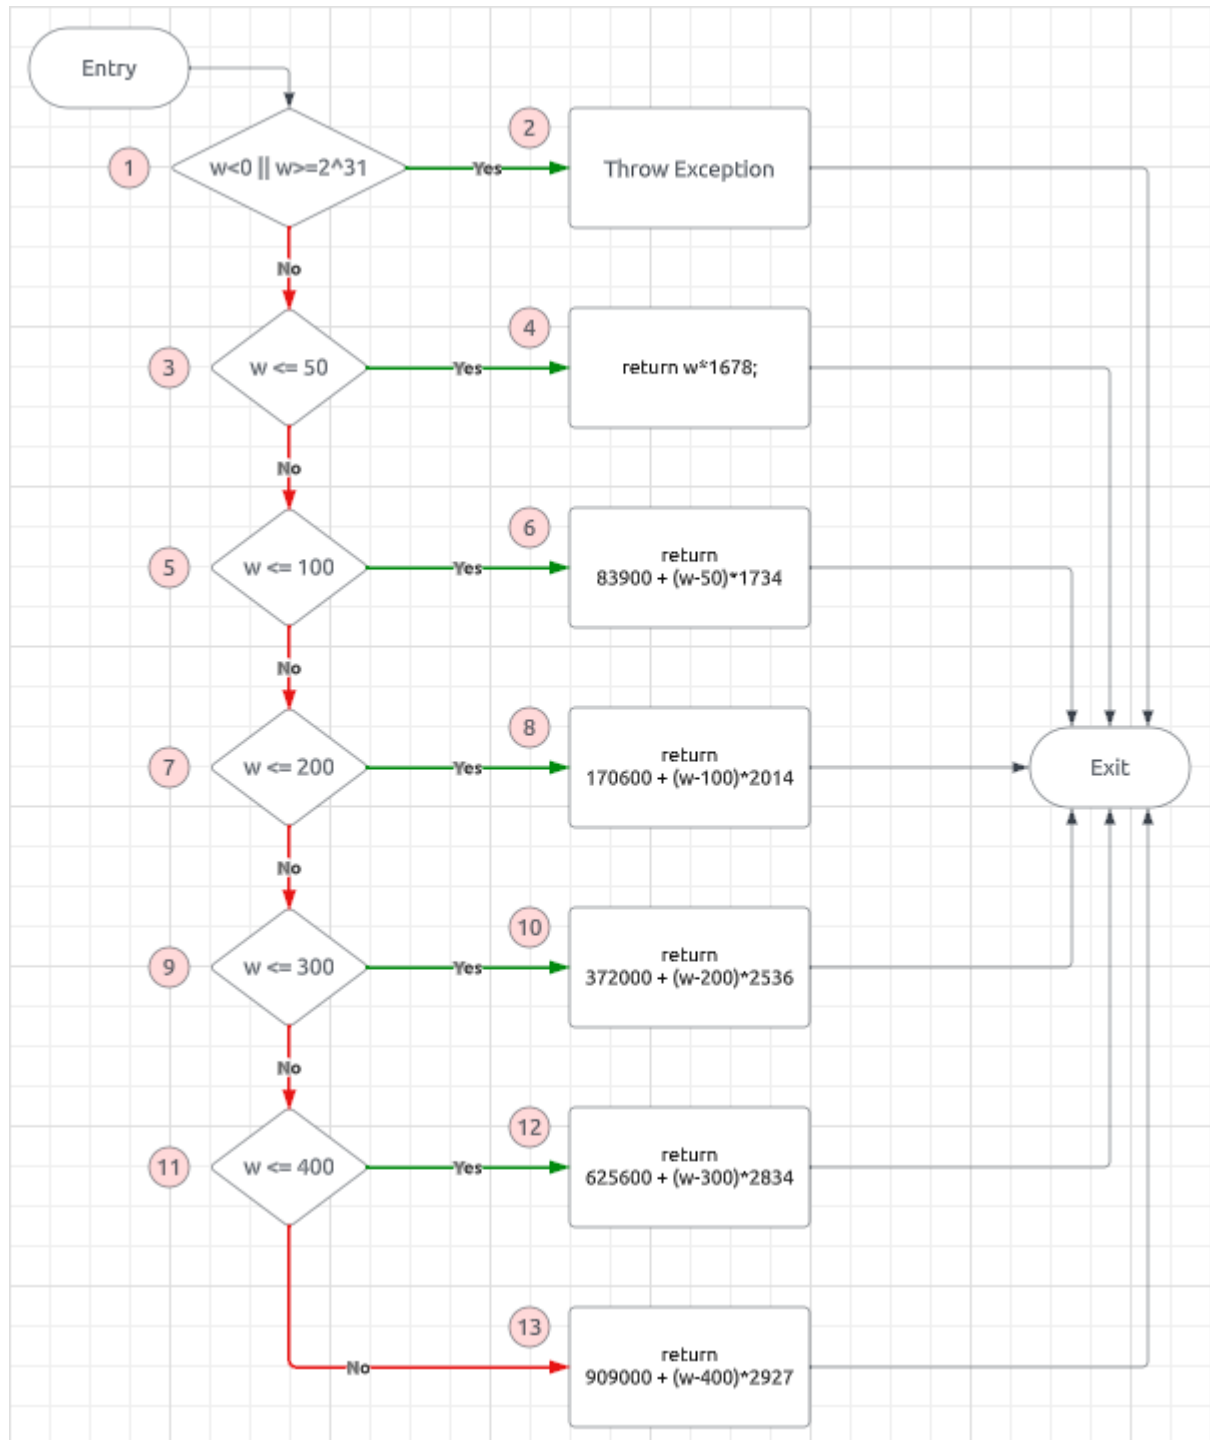 Entry
1
w<0 || w>=2^31
Yes
2
Throw Exception
No
3
w <= 50
Yes
4
return w*1678;
No
5
w <= 100
Yes
6
return
83900 + (w-50)*1734
No
7
w <= 200
Yes
8
return
170600 + (w-100)*2014
Exit
No
9
w <= 300
Yes
10
return
372000 + (w-200)*2536
No
11
w <= 400
Yes
12
return
625600 + (w-300)*2834
No
13
return
909000 + (w-400)*2927